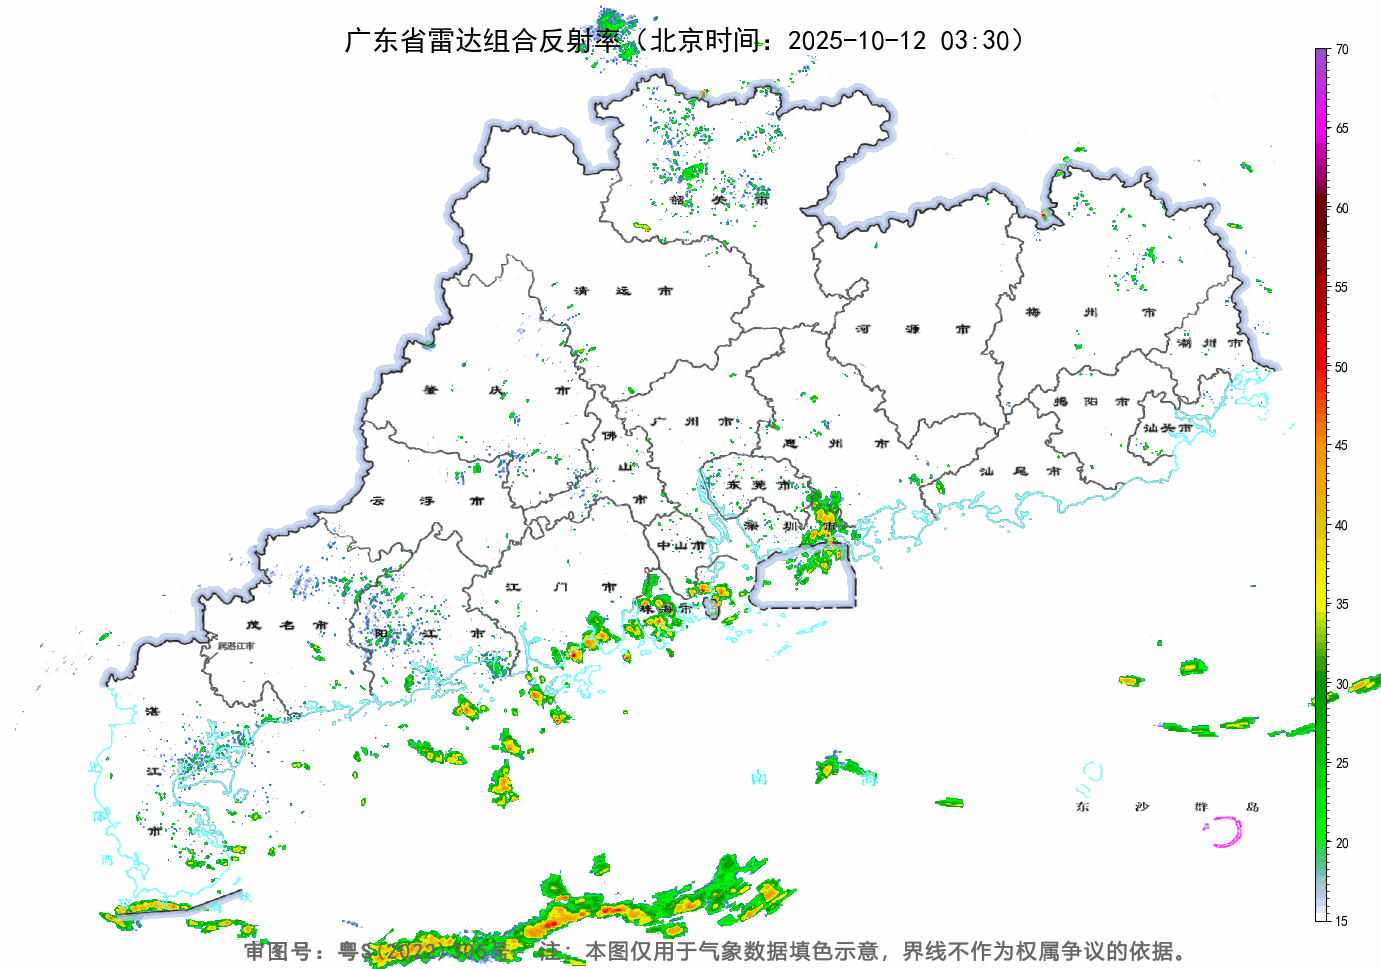 广东省雷达组合反射率（北京时间：2025-10-12 03:30）
70
65
60
55
50
45
40
35
30
25
20
15
韶 关 市
清 远 市
河 源 市
梅 州 市
潮 州 市
肇 庆 市
广 州 市
惠 州 市
揭 阳 市
汕头市
汕 尾 市
佛 山 市
云 浮 市
东 莞 市
深 圳 市
中山市
珠海市
江 门 市
阳 江 市
茂 名 市
属湛江市
湛 江 市
北 部 湾
南 海
东 沙 群 岛
审图号：粤S(2022)
注：本图仅用于气象数据填色示意，界线不作为权属争议的依据。